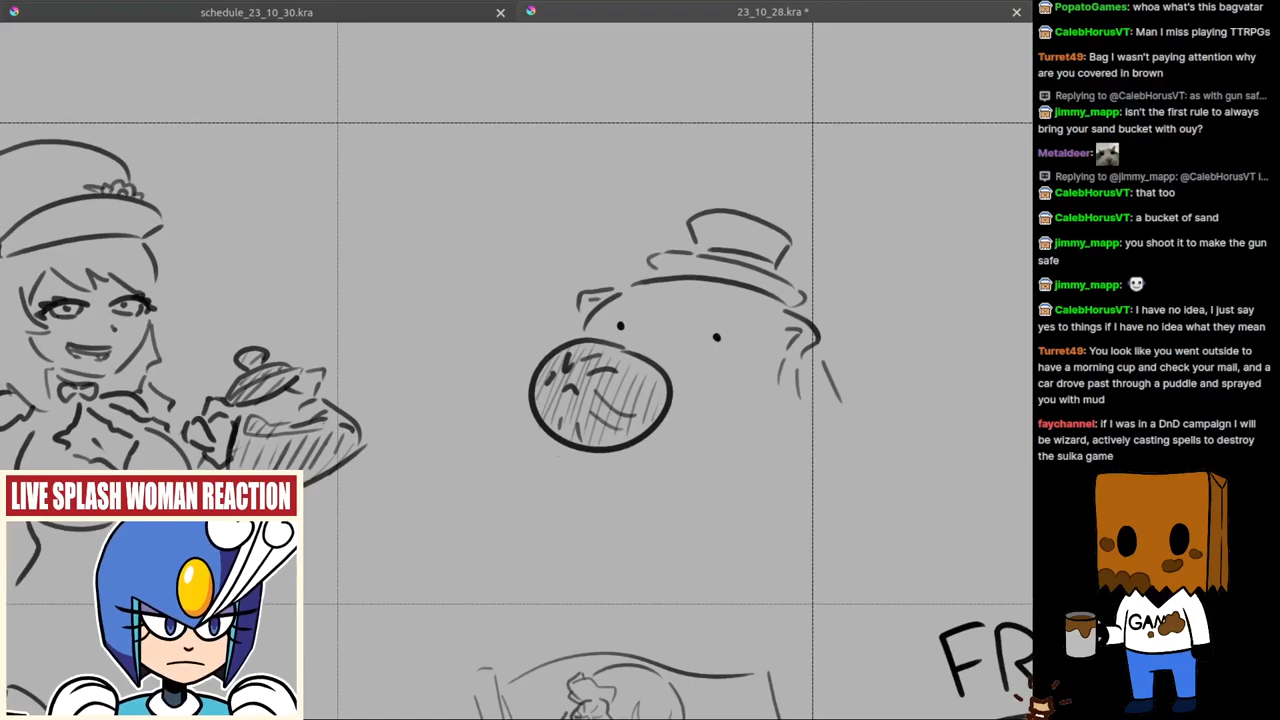 schedule_23_10_30.kra
23_10_28.kra *
PopatoGames: whoa what's this bagvatar
CalebHorusVT: Man I miss playing TTRPGs
Turret49: Bag I wasn't paying attention why
are you covered in brown
Replying to @CalebHorusVT: as with gun saf...
jimmy_mapp: isn't the first rule to always
bring your sand bucket with ouy?
Metaldeer:
Replying to @jimmy_mapp: @CalebHorusVT I...
CalebHorusVT: that too
CalebHorusVT: a bucket of sand
jimmy_mapp: you shoot it to make the gun
safe
jimmy_mapp:
CalebHorusVT: I have no idea, I just say
yes to things if I have no idea what they mean
Turret49: You look like you went outside to
have a morning cup and check your mail, and a
car drove past through a puddle and sprayed
you with mud
faychannel: if I was in a DnD campaign I will
be wizard, actively casting spells to destroy
the suika game
LIVE SPLASH WOMAN REACTION
FR